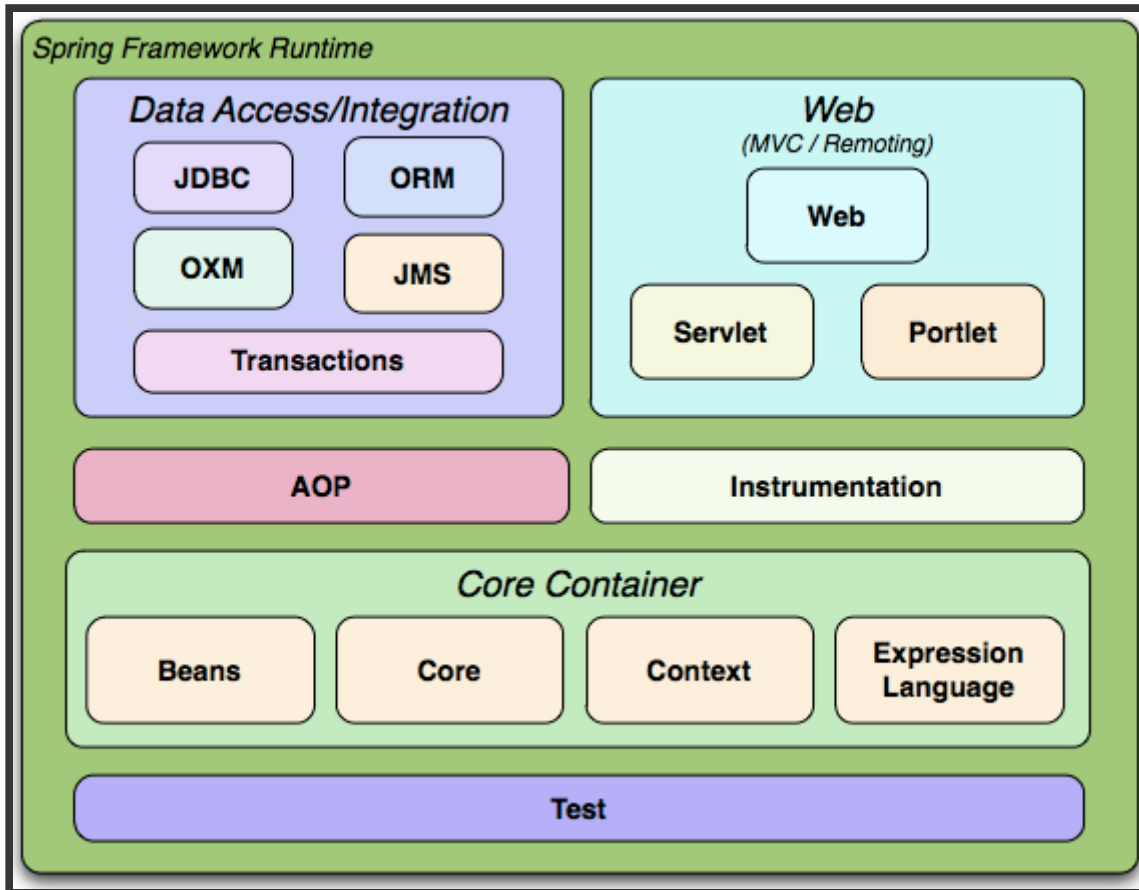 Spring Framework Runtime
Data Access/Integration
JDBC
ORM
OXM
JMS
Transactions
Web
(MVC / Remoting)
Web
Servlet
Portlet
AOP
Instrumentation
Core Container
Beans
Core
Context
Expression
Language
Test